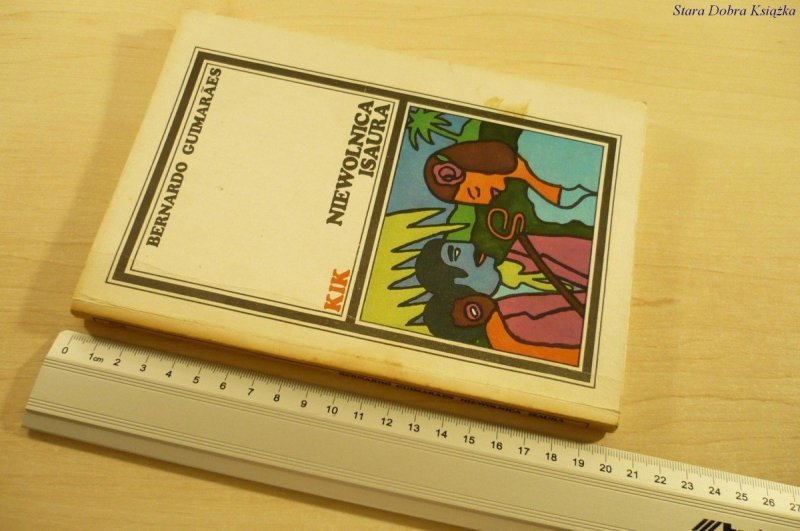 Stara Dobra Książka
BERNARDO GUIMARÃES
NIEWOLNICA
ISAURA
KIK
BERNARDO GUIMARÃES NIEWOLNICA ISAURA
0 1cm 2 3 4 5 6 7 8 9 10 11 12 13 14 15 16 17 18 19 20 21 22 23 24 25 26 27